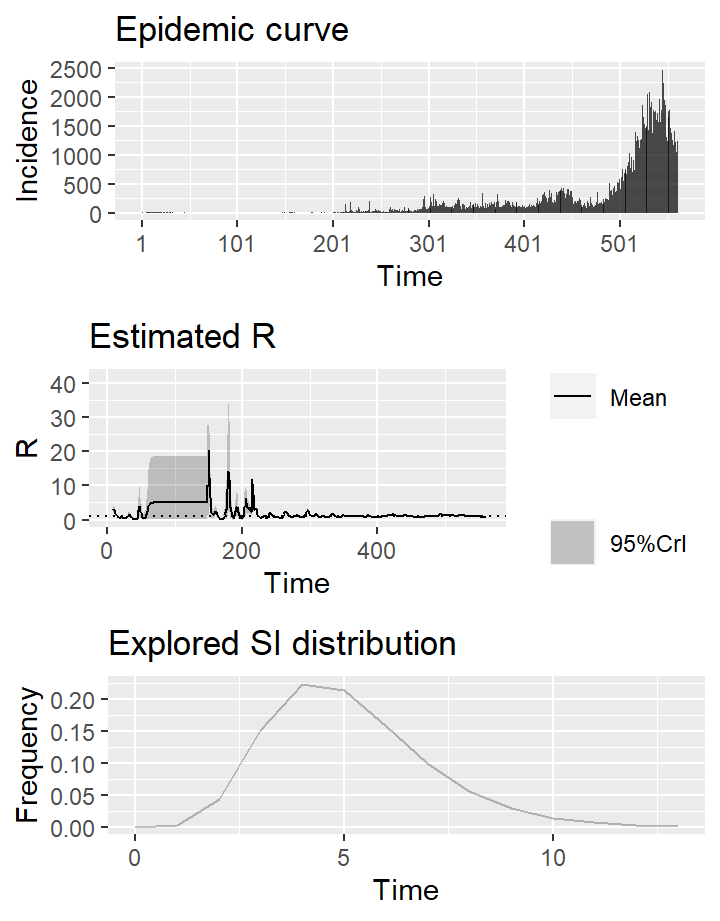 Epidemic curve
2500
2000
1500
1000
500
0
Incidence
1 101 201 301 401 501
Time
Estimated R
40
30
20
10
0
R
0 200 400
Time
Mean
95%CrI
Explored SI distribution
0.20
0.15
0.10
0.05
0.00
Frequency
0 5 10
Time